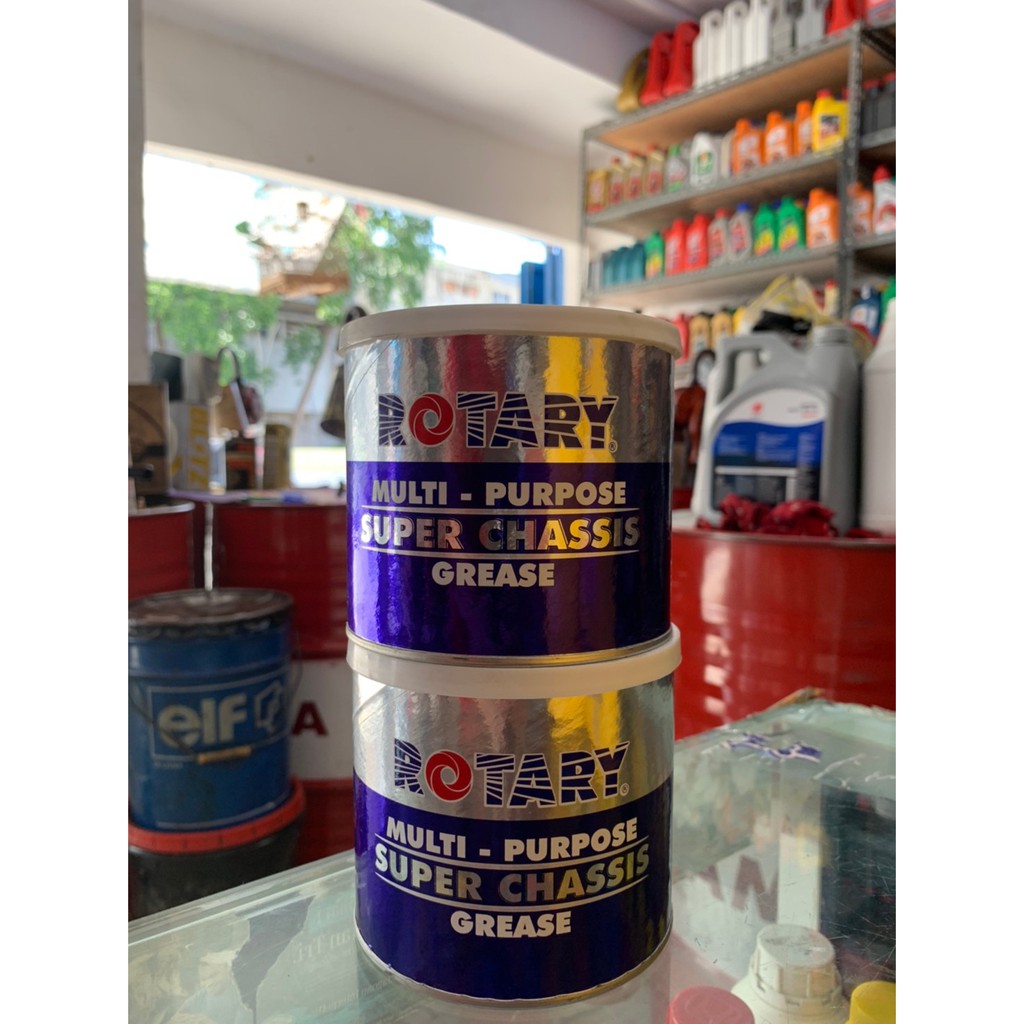 ROTARY®
MULTI - PURPOSE
SUPER CHASSIS
GREASE
ROTARY®
MULTI - PURPOSE
SUPER CHASSIS
GREASE
elf
A